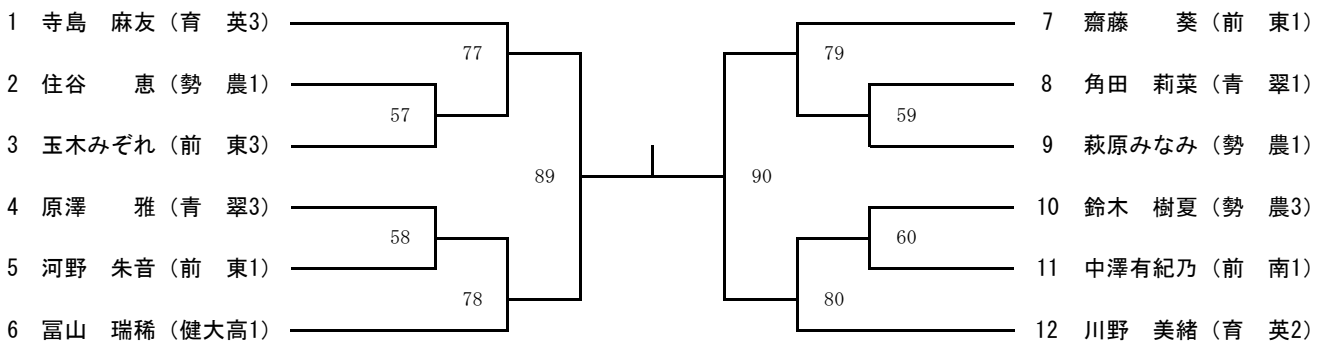 1 寺島 麻友（育 英3）
77
2 住谷 恵（勢 農1）
57
3 玉木みぞれ（前 東3）
89
4 原澤 雅（青 翠3）
58
5 河野 朱音（前 東1）
78
6 冨山 瑞稀（健大高1）
7 齋藤 葵（前 東1）
79
8 角田 莉菜（青 翠1）
59
9 萩原みなみ（勢 農1）
90
10 鈴木 樹夏（勢 農3）
60
11 中澤有紀乃（前 南1）
80
12 川野 美緒（育 英2）